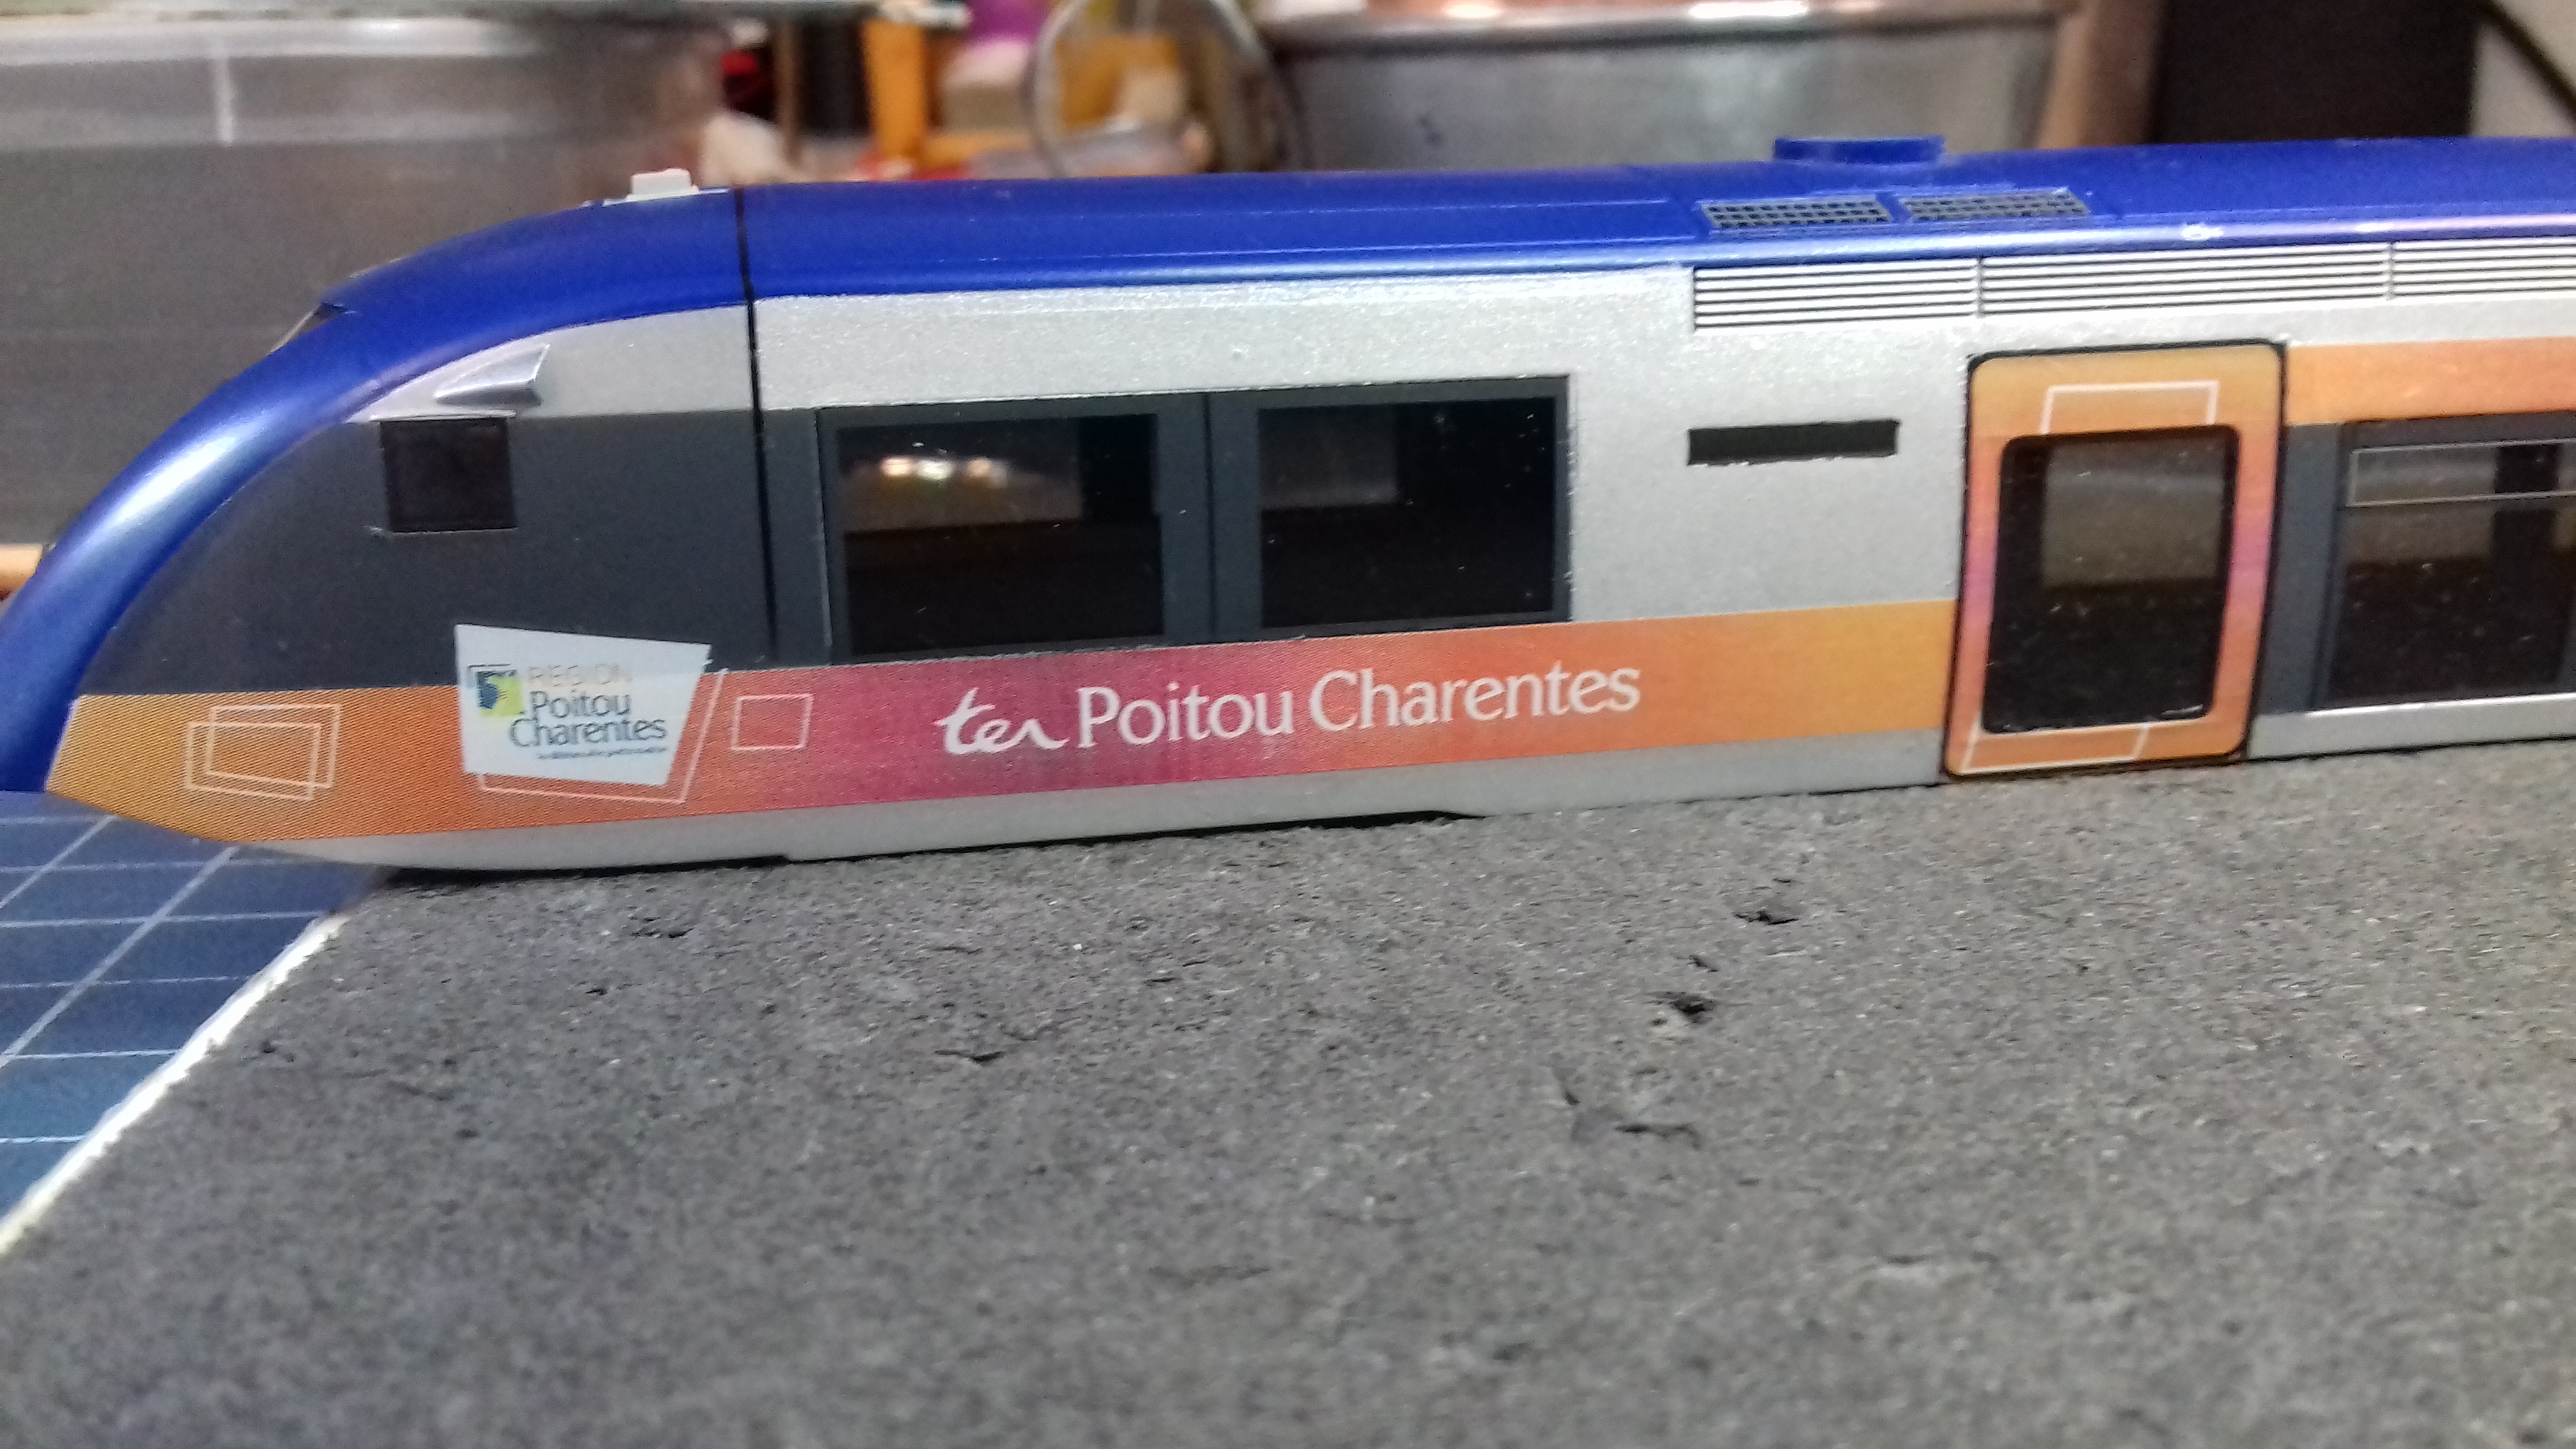 RÉGION
Poitou
Charentes
ter Poitou Charentes